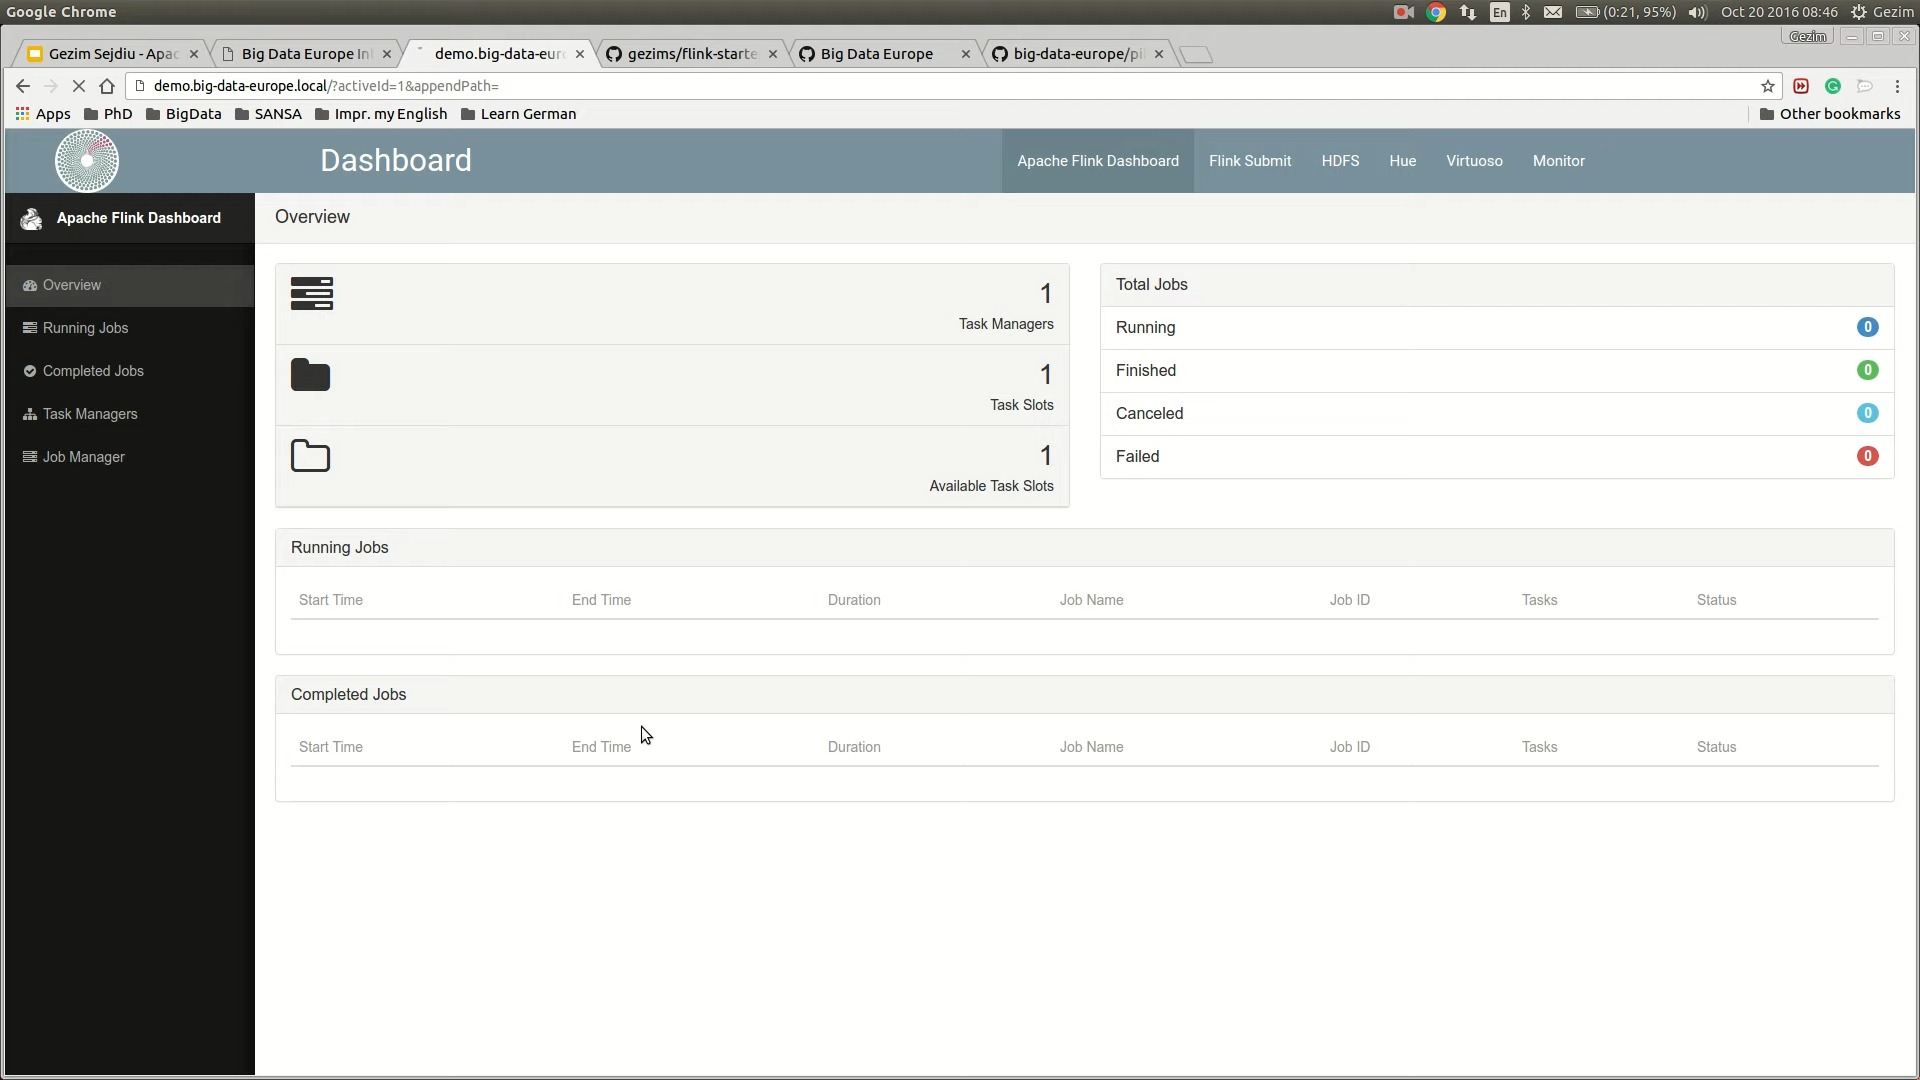 Google Chrome
En
(0:21, 95%)
Oct 20 2016 08:46
Gezim
Gezim
Gezim Sejdiu - Apac
Big Data Europe Int
demo.big-data-euro
gezims/flink-starte
Big Data Europe
big-data-europe/pil
demo.big-data-europe.local/?activeId=1&appendPath=
Apps
PhD
BigData
SANSA
Impr. my English
Learn German
Other bookmarks
Dashboard
Apache Flink Dashboard
Flink Submit
HDFS
Hue
Virtuoso
Monitor
Apache Flink Dashboard
Overview
Running Jobs
Completed Jobs
Task Managers
Job Manager
Overview
1
Task Managers
1
Task Slots
1
Available Task Slots
Total Jobs
Running 0
Finished 0
Canceled 0
Failed 0
Running Jobs
Start Time End Time Duration Job Name Job ID Tasks Status
Completed Jobs
Start Time End Time Duration Job Name Job ID Tasks Status